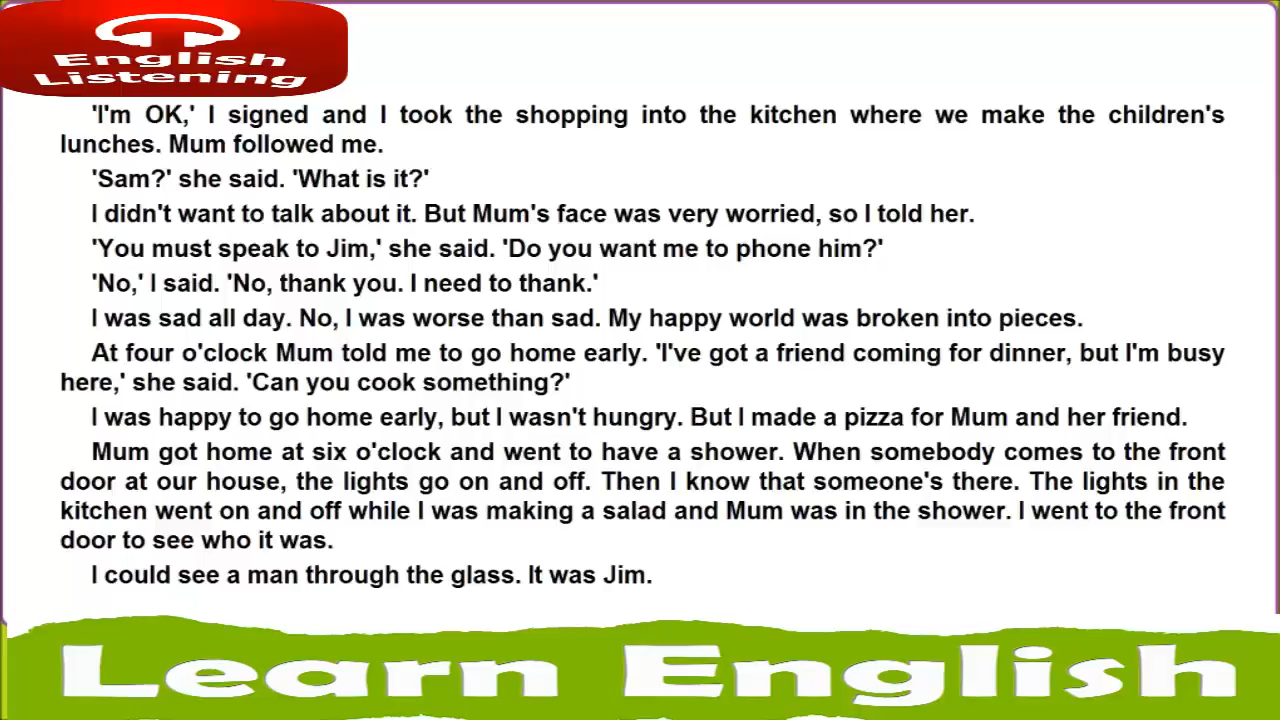 English
Listening
'I'm OK,' I signed and I took the shopping into the kitchen where we make the children's
lunches. Mum followed me.
'Sam?' she said. 'What is it?'
I didn't want to talk about it. But Mum's face was very worried, so I told her.
'You must speak to Jim,' she said. 'Do you want me to phone him?'
'No,' I said. 'No, thank you. I need to thank.'
I was sad all day. No, I was worse than sad. My happy world was broken into pieces.
At four o'clock Mum told me to go home early. 'I've got a friend coming for dinner, but I'm busy
here,' she said. 'Can you cook something?'
I was happy to go home early, but I wasn't hungry. But I made a pizza for Mum and her friend.
Mum got home at six o'clock and went to have a shower. When somebody comes to the front
door at our house, the lights go on and off. Then I know that someone's there. The lights in the
kitchen went on and off while I was making a salad and Mum was in the shower. I went to the front
door to see who it was.
I could see a man through the glass. It was Jim.
Learn English